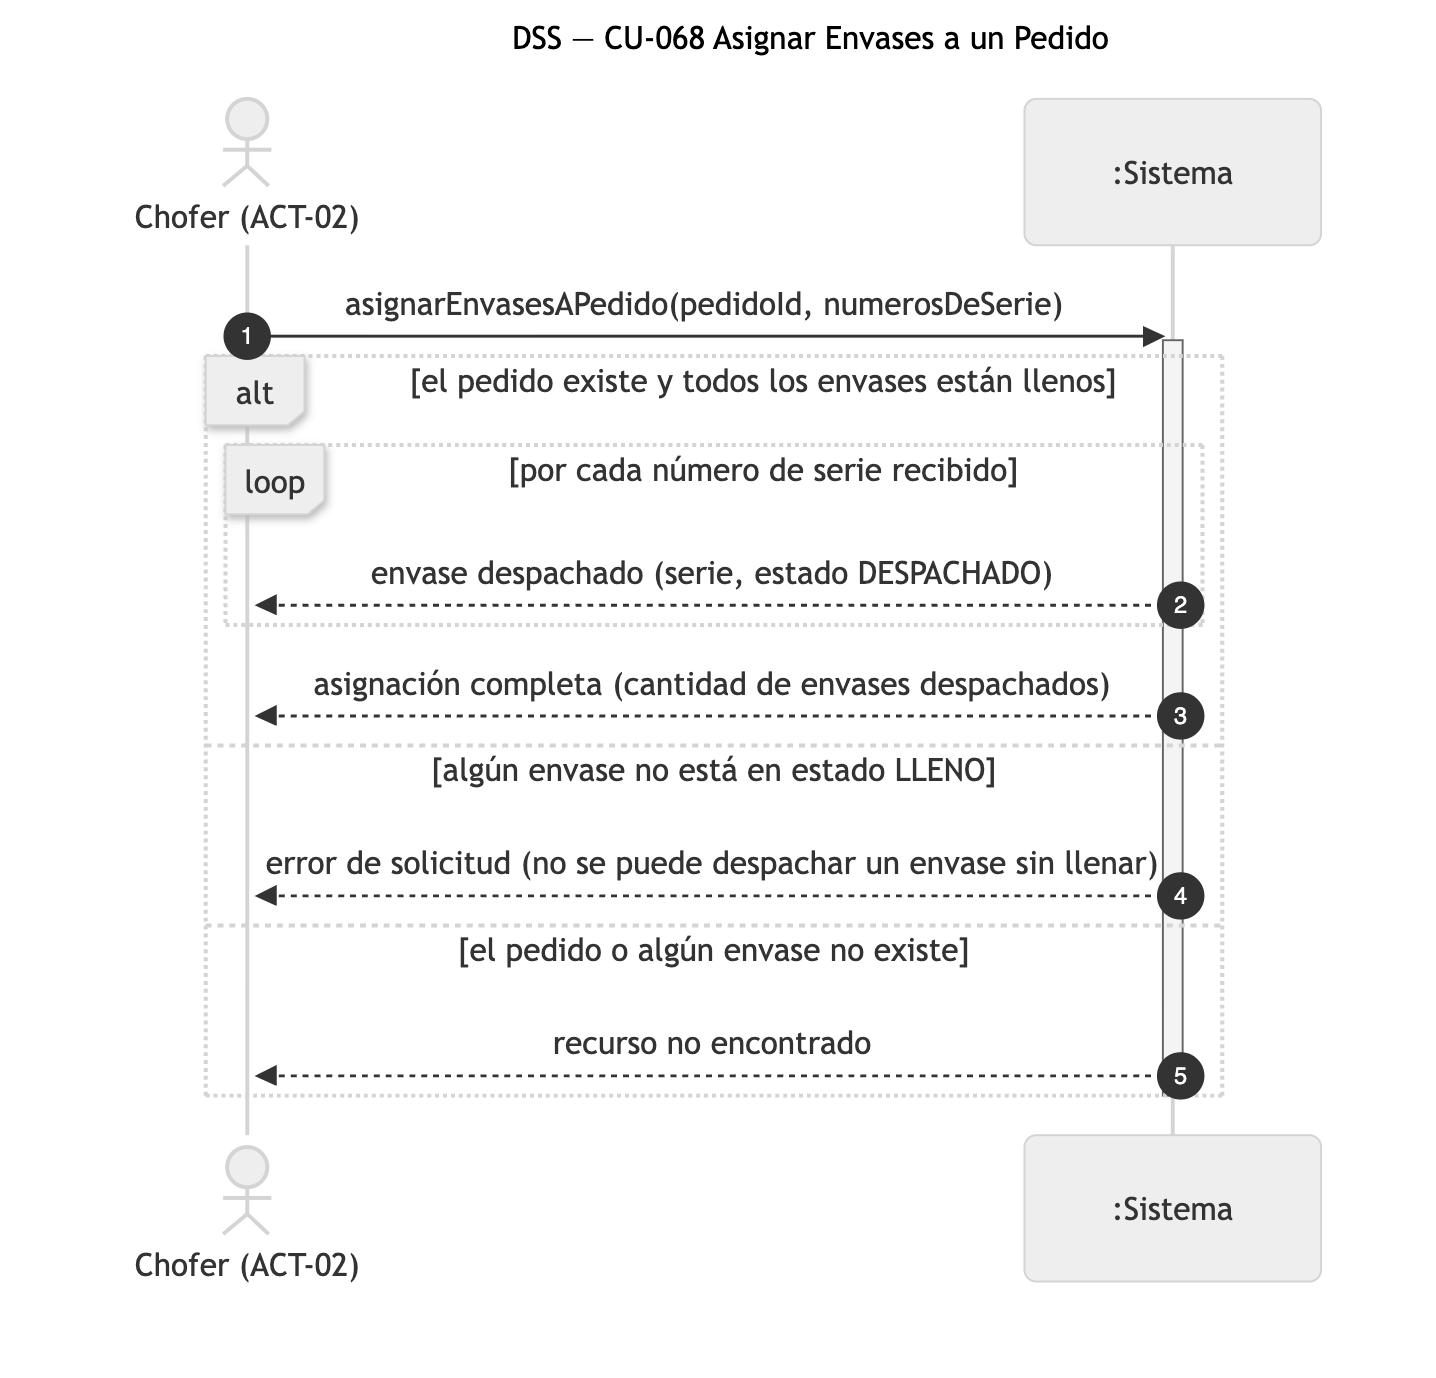 DSS — CU-068 Asignar Envases a un Pedido
Chofer (ACT-02)
:Sistema
asignarEnvasesAPedido(pedidoId, numerosDeSerie)
1
alt
[el pedido existe y todos los envases están llenos]
loop
[por cada número de serie recibido]
envase despachado (serie, estado DESPACHADO)
2
asignación completa (cantidad de envases despachados)
3
[algún envase no está en estado LLENO]
error de solicitud (no se puede despachar un envase sin llenar)
4
[el pedido o algún envase no existe]
recurso no encontrado
5
Chofer (ACT-02)
:Sistema